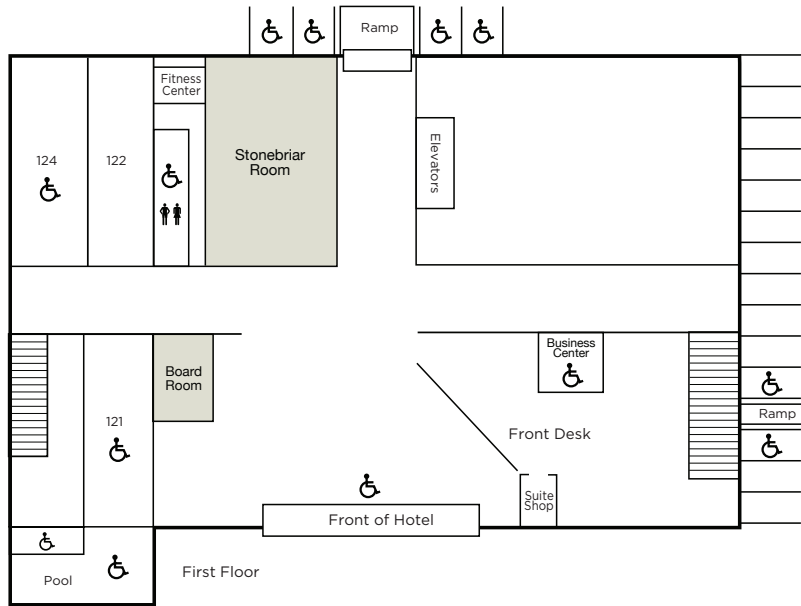 Ramp
Fitness
Center
Stonebriar
Room
Elevators
124
122
Board
Room
Business
Center
Ramp
121
Front Desk
Suite
Shop
Front of Hotel
First Floor
Pool